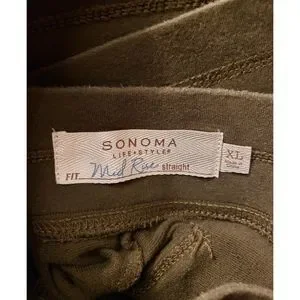 SONOMA
LIFE + STYLE®
FIT Mid Rise straight
XL